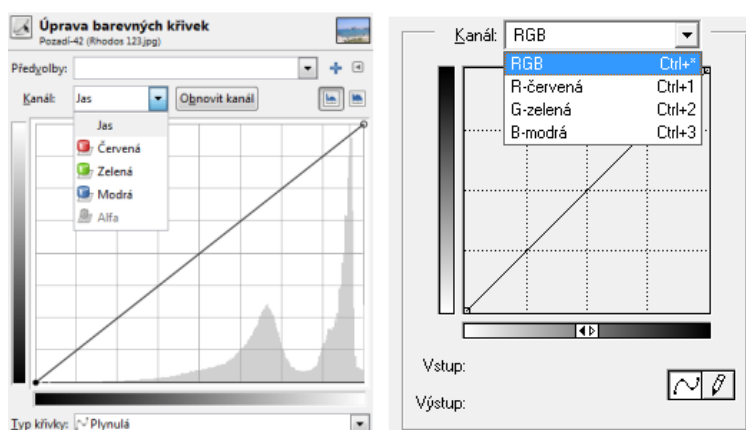 Úprava barevných křivek
Pozadí-42 (Rhodos 123.jpg)
Předvolby:
Kanál: Jas Obnovit kanál
Jas
Červená
Zelená
Modrá
Alfa
Typ křivky: Plynulá
Kanál: RGB
RGB Ctrl+*
R-červená Ctrl+1
G-zelená Ctrl+2
B-modrá Ctrl+3
Vstup:
Výstup: